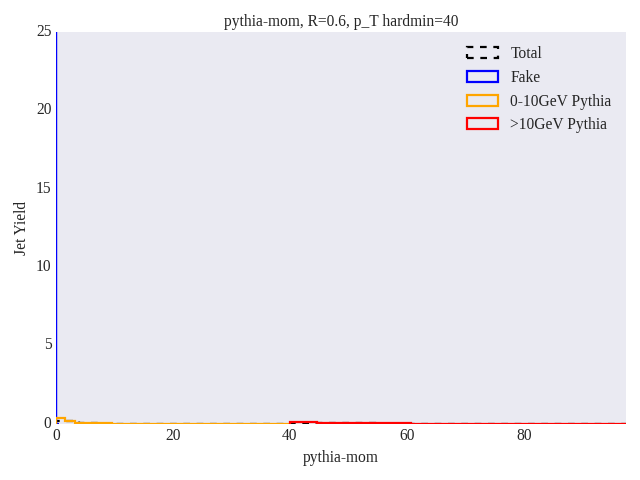 pythia-mom, R=0.6, p_T hardmin=40
25
20
15
10
5
0
Jet Yield
Total
Fake
0-10GeV Pythia
>10GeV Pythia
0 20 40 60 80
pythia-mom